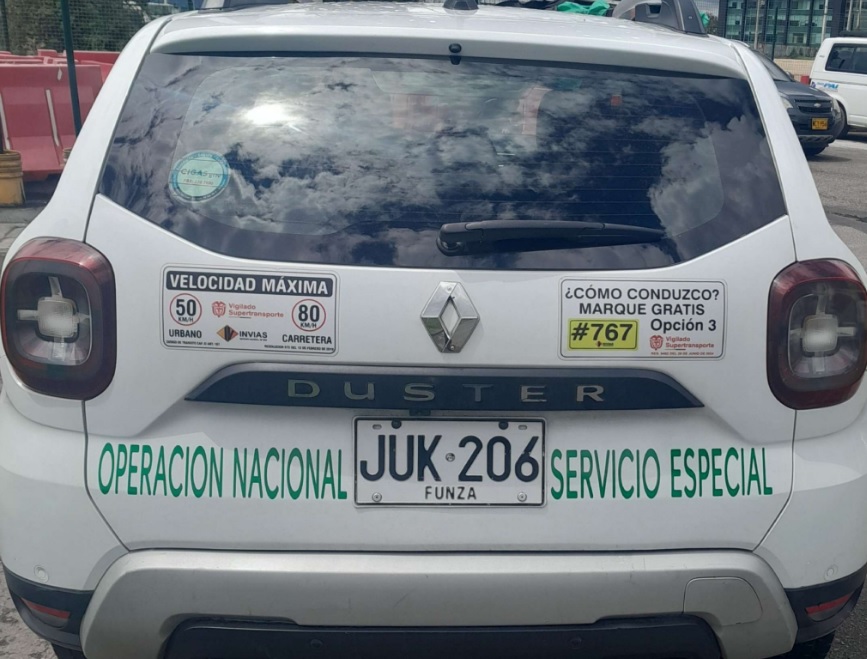 VELOCIDAD MÁXIMA
50
KM/H
URBANO
Vigilado
Supertransporte
INVIAS
80
KM/H
CARRETERA
¿CÓMO CONDUZCO?
MARQUE GRATIS
#767
Opción 3
Vigilado
Supertransporte
DUSTER
OPERACION NACIONAL
JUK·206
FUNZA
SERVICIO ESPECIAL